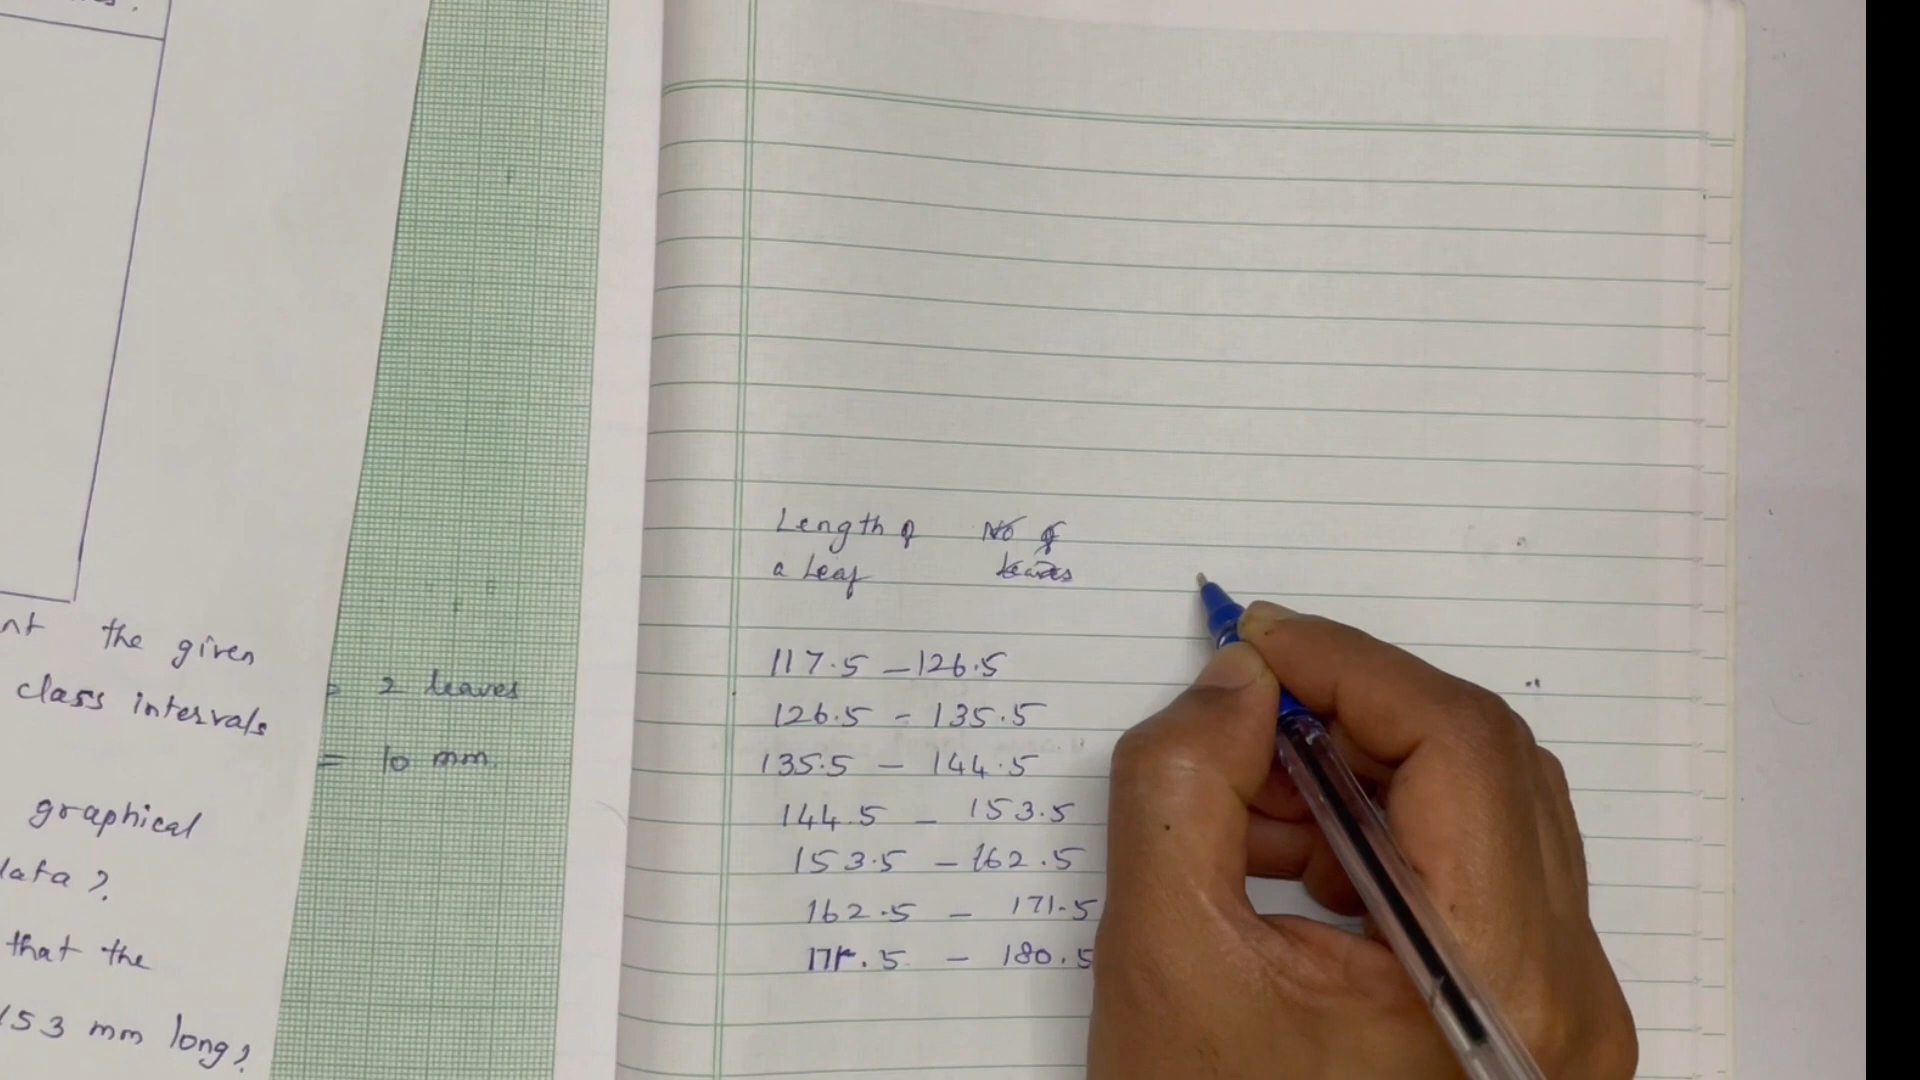 nt the given
class intervals
graphical
data ?
that the
153 mm long ?
2 leaves
= 10 mm
Length of
a Leaf
No of
leaves
117.5 - 126.5
126.5 - 135.5
135.5 - 144.5
144.5 - 153.5
153.5 - 162.5
162.5 - 171.5
171.5 - 180.5